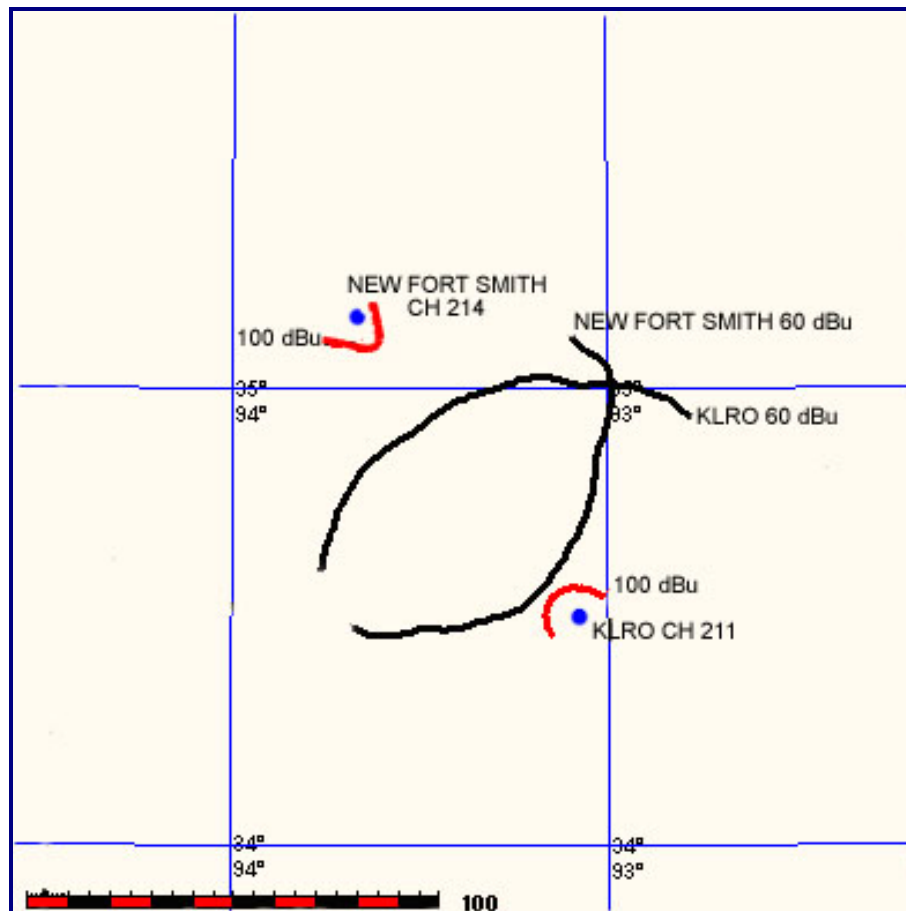 NEW FORT SMITH
CH 214
NEW FORT SMITH 60 dBu
100 dBu
35°
94°
93°
KLRO 60 dBu
100 dBu
KLRO CH 211
34°
94°
34°
93°
100